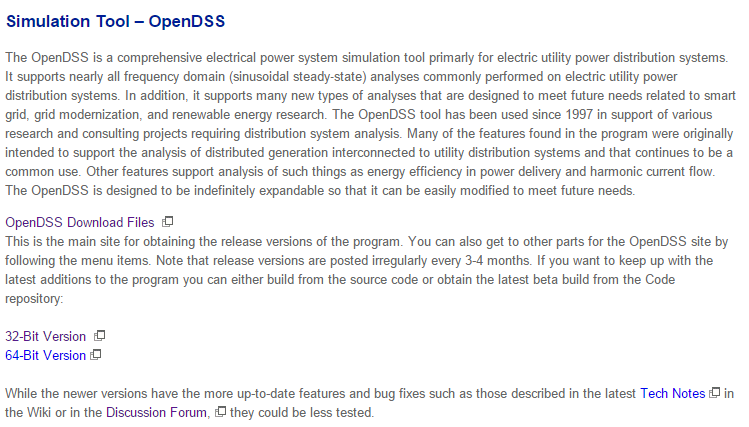 Simulation Tool – OpenDSS
The OpenDSS is a comprehensive electrical power system simulation tool primarly for electric utility power distribution systems.
It supports nearly all frequency domain (sinusoidal steady-state) analyses commonly performed on electric utility power
distribution systems. In addition, it supports many new types of analyses that are designed to meet future needs related to smart
grid, grid modernization, and renewable energy research. The OpenDSS tool has been used since 1997 in support of various
research and consulting projects requiring distribution system analysis. Many of the features found in the program were originally
intended to support the analysis of distributed generation interconnected to utility distribution systems and that continues to be a
common use. Other features support analysis of such things as energy efficiency in power delivery and harmonic current flow.
The OpenDSS is designed to be indefinitely expandable so that it can be easily modified to meet future needs.
OpenDSS Download Files
This is the main site for obtaining the release versions of the program. You can also get to other parts for the OpenDSS site by
following the menu items. Note that release versions are posted irregularly every 3-4 months. If you want to keep up with the
latest additions to the program you can either build from the source code or obtain the latest beta build from the Code
repository:
32-Bit Version
64-Bit Version
While the newer versions have the more up-to-date features and bug fixes such as those described in the latest Tech Notes in
the Wiki or in the Discussion Forum, they could be less tested.